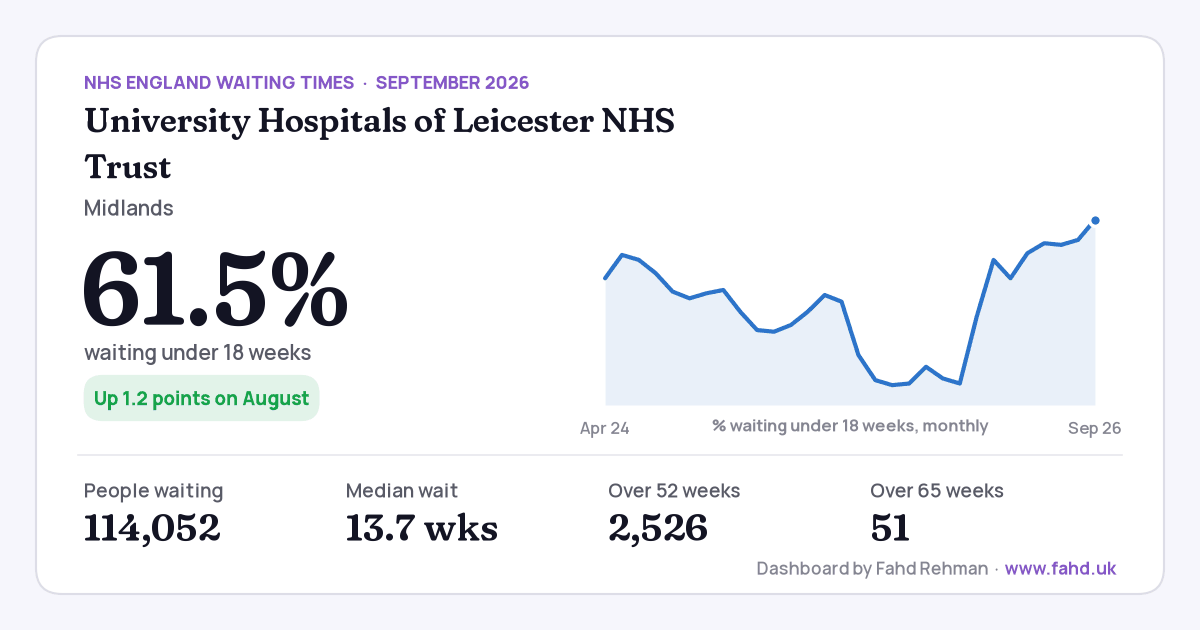 NHS ENGLAND WAITING TIMES · SEPTEMBER 2026
University Hospitals of Leicester NHS
Trust
Midlands
61.5%
waiting under 18 weeks
Up 1.2 points on August
Apr 24
% waiting under 18 weeks, monthly
Sep 26
People waiting
114,052
Median wait
13.7 wks
Over 52 weeks
2,526
Over 65 weeks
51
Dashboard by Fahd Rehman · www.fahd.uk